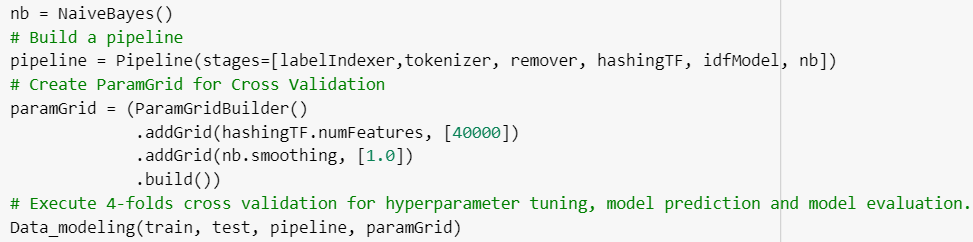 nb = NaiveBayes()
# Build a pipeline
pipeline = Pipeline(stages=[labelIndexer,tokenizer, remover, hashingTF, idfModel, nb])
# Create ParamGrid for Cross Validation
paramGrid = (ParamGridBuilder()
             .addGrid(hashingTF.numFeatures, [40000])
             .addGrid(nb.smoothing, [1.0])
             .build())
# Execute 4-folds cross validation for hyperparameter tuning, model prediction and model evaluation.
Data_modeling(train, test, pipeline, paramGrid)